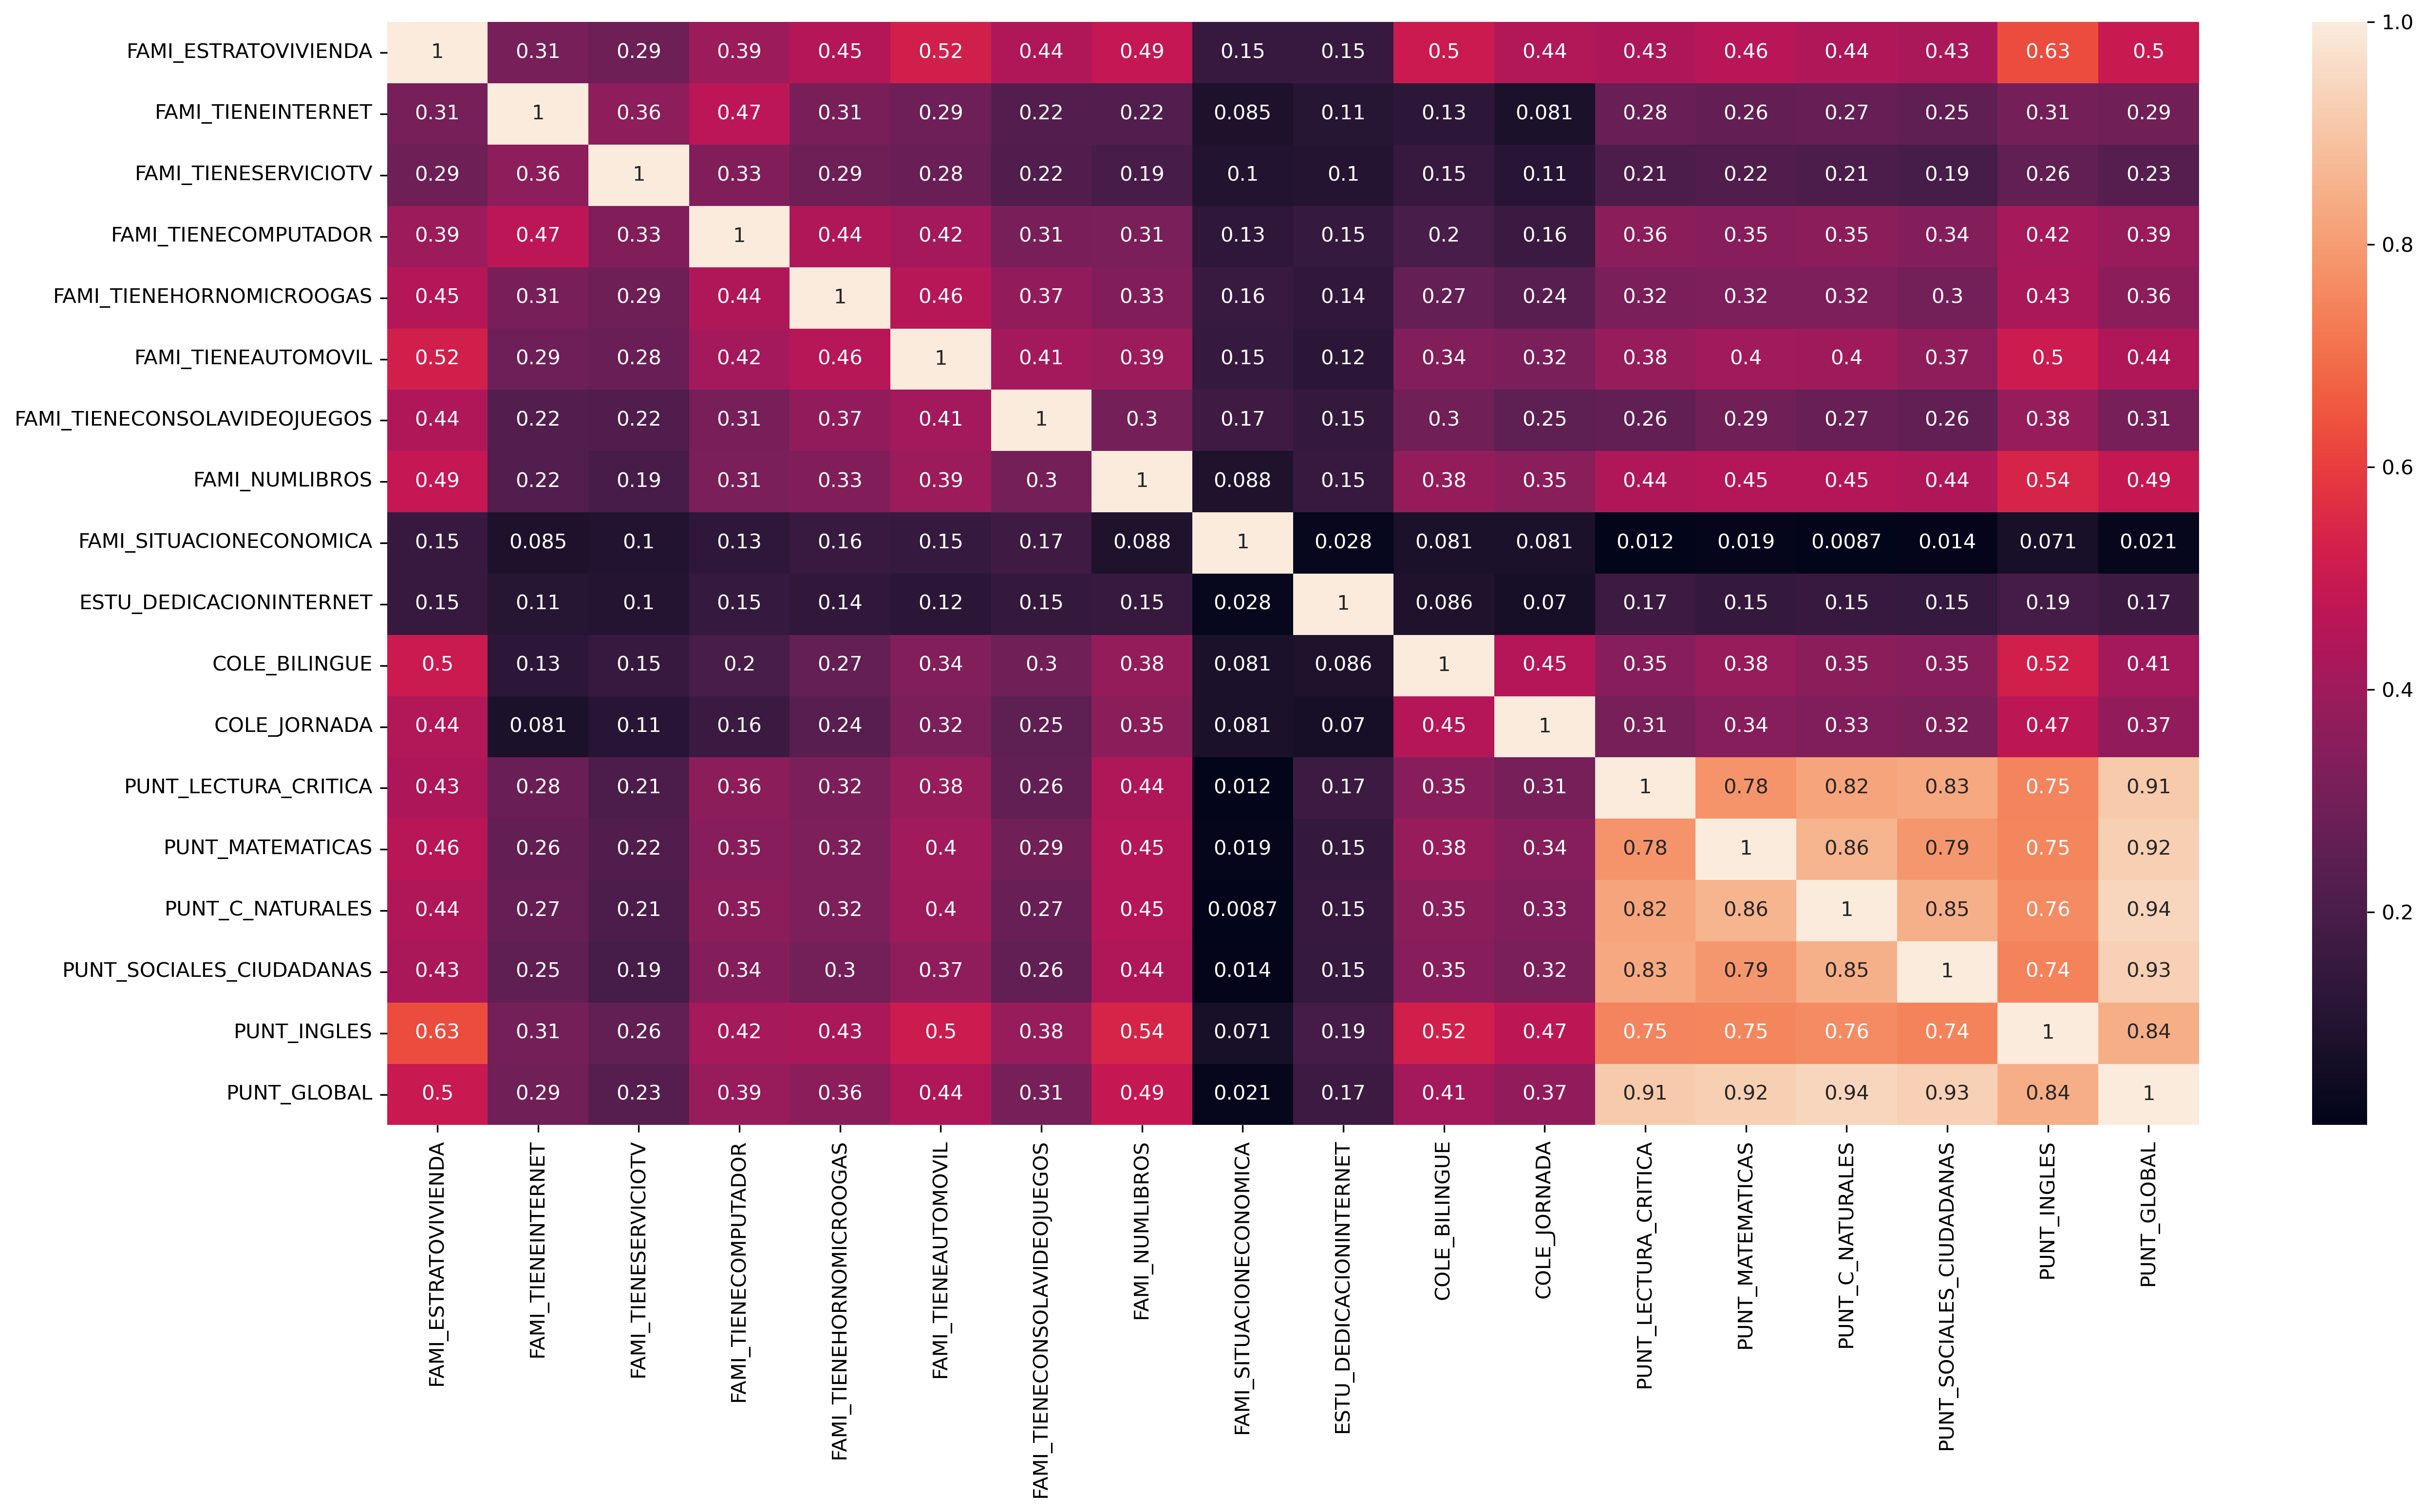 FAMI_ESTRATOVIVIENDA 1 0.31 0.29 0.39 0.45 0.52 0.44 0.49 0.15 0.15 0.5 0.44 0.43 0.46 0.44 0.43 0.63 0.5
FAMI_TIENEINTERNET 0.31 1 0.36 0.47 0.31 0.29 0.22 0.22 0.085 0.11 0.13 0.081 0.28 0.26 0.27 0.25 0.31 0.29
FAMI_TIENESERVICIOTV 0.29 0.36 1 0.33 0.29 0.28 0.22 0.19 0.1 0.1 0.15 0.11 0.21 0.22 0.21 0.19 0.26 0.23
FAMI_TIENECOMPUTADOR 0.39 0.47 0.33 1 0.44 0.42 0.31 0.31 0.13 0.15 0.2 0.16 0.36 0.35 0.35 0.34 0.42 0.39
FAMI_TIENEHORNOMICROOGAS 0.45 0.31 0.29 0.44 1 0.46 0.37 0.33 0.16 0.14 0.27 0.24 0.32 0.32 0.32 0.3 0.43 0.36
FAMI_TIENEAUTOMOVIL 0.52 0.29 0.28 0.42 0.46 1 0.41 0.39 0.15 0.12 0.34 0.32 0.38 0.4 0.4 0.37 0.5 0.44
FAMI_TIENECONSOLAVIDEOJUEGOS 0.44 0.22 0.22 0.31 0.37 0.41 1 0.3 0.17 0.15 0.3 0.25 0.26 0.29 0.27 0.26 0.38 0.31
FAMI_NUMLIBROS 0.49 0.22 0.19 0.31 0.33 0.39 0.3 1 0.088 0.15 0.38 0.35 0.44 0.45 0.45 0.44 0.54 0.49
FAMI_SITUACIONECONOMICA 0.15 0.085 0.1 0.13 0.16 0.15 0.17 0.088 1 0.028 0.081 0.081 0.012 0.019 0.0087 0.014 0.071 0.021
ESTU_DEDICACIONINTERNET 0.15 0.11 0.1 0.15 0.14 0.12 0.15 0.15 0.028 1 0.086 0.07 0.17 0.15 0.15 0.15 0.19 0.17
COLE_BILINGUE 0.5 0.13 0.15 0.2 0.27 0.34 0.3 0.38 0.081 0.086 1 0.45 0.35 0.38 0.35 0.35 0.52 0.41
COLE_JORNADA 0.44 0.081 0.11 0.16 0.24 0.32 0.25 0.35 0.081 0.07 0.45 1 0.31 0.34 0.33 0.32 0.47 0.37
PUNT_LECTURA_CRITICA 0.43 0.28 0.21 0.36 0.32 0.38 0.26 0.44 0.012 0.17 0.35 0.31 1 0.78 0.82 0.83 0.75 0.91
PUNT_MATEMATICAS 0.46 0.26 0.22 0.35 0.32 0.4 0.29 0.45 0.019 0.15 0.38 0.34 0.78 1 0.86 0.79 0.75 0.92
PUNT_C_NATURALES 0.44 0.27 0.21 0.35 0.32 0.4 0.27 0.45 0.0087 0.15 0.35 0.33 0.82 0.86 1 0.85 0.76 0.94
PUNT_SOCIALES_CIUDADANAS 0.43 0.25 0.19 0.34 0.3 0.37 0.26 0.44 0.014 0.15 0.35 0.32 0.83 0.79 0.85 1 0.74 0.93
PUNT_INGLES 0.63 0.31 0.26 0.42 0.43 0.5 0.38 0.54 0.071 0.19 0.52 0.47 0.75 0.75 0.76 0.74 1 0.84
PUNT_GLOBAL 0.5 0.29 0.23 0.39 0.36 0.44 0.31 0.49 0.021 0.17 0.41 0.37 0.91 0.92 0.94 0.93 0.84 1
FAMI_ESTRATOVIVIENDA
FAMI_TIENEINTERNET
FAMI_TIENESERVICIOTV
FAMI_TIENECOMPUTADOR
FAMI_TIENEHORNOMICROOGAS
FAMI_TIENEAUTOMOVIL
FAMI_TIENECONSOLAVIDEOJUEGOS
FAMI_NUMLIBROS
FAMI_SITUACIONECONOMICA
ESTU_DEDICACIONINTERNET
COLE_BILINGUE
COLE_JORNADA
PUNT_LECTURA_CRITICA
PUNT_MATEMATICAS
PUNT_C_NATURALES
PUNT_SOCIALES_CIUDADANAS
PUNT_INGLES
PUNT_GLOBAL
1.0
0.8
0.6
0.4
0.2